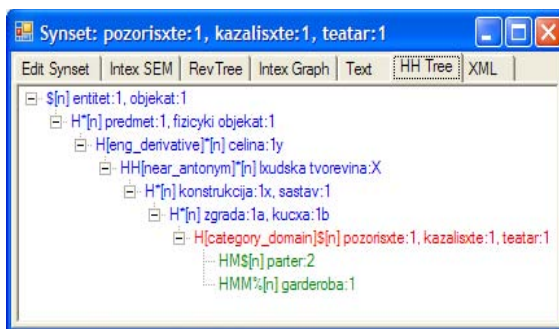 Synset: pozorisxte:1, kazalisxte:1, teatar:1
Edit Synset Intex SEM RevTree Intex Graph Text HH Tree XML
$[n] entitet:1, objekat:1
H*[n] predmet:1, fizicyki objekat:1
H[eng_derivative]*[n] celina:1y
HH[near_antonym]*[n] lxudska tvorevina:X
H*[n] konstrukcija:1x, sastav:1
H*[n] zgrada:1a, kucxa:1b
H[category_domain]$[n] pozorisxte:1, kazalisxte:1, teatar:1
HM$[n] parter:2
HMM%[n] garderoba:1